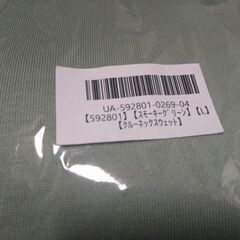 UA-592801-0269-04
【592801】【ｽﾓｰｷｰｸﾞﾘｰﾝ】【L】
【ｸﾙｰﾈｯｸｽｳｪｯﾄ】